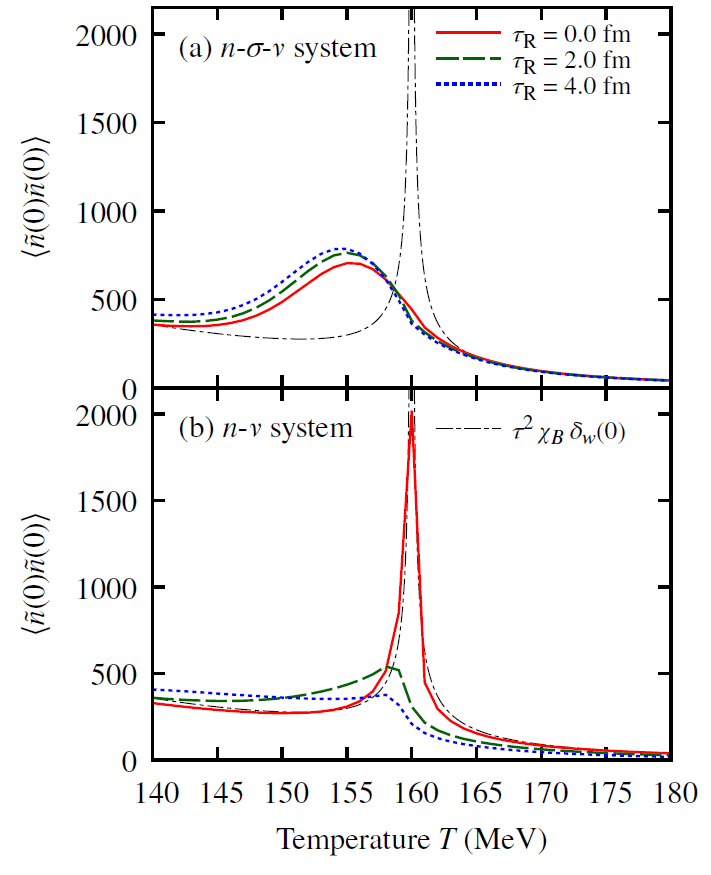 2000
1500
1000
500
0
⟨ñ(0)ñ(0)⟩
(a) n-σ-ν system
τR = 0.0 fm
τR = 2.0 fm
τR = 4.0 fm
2000
1500
1000
500
0
⟨ñ(0)ñ(0)⟩
(b) n-ν system
τ² χB δw(0)
140 145 150 155 160 165 170 175 180
Temperature T (MeV)